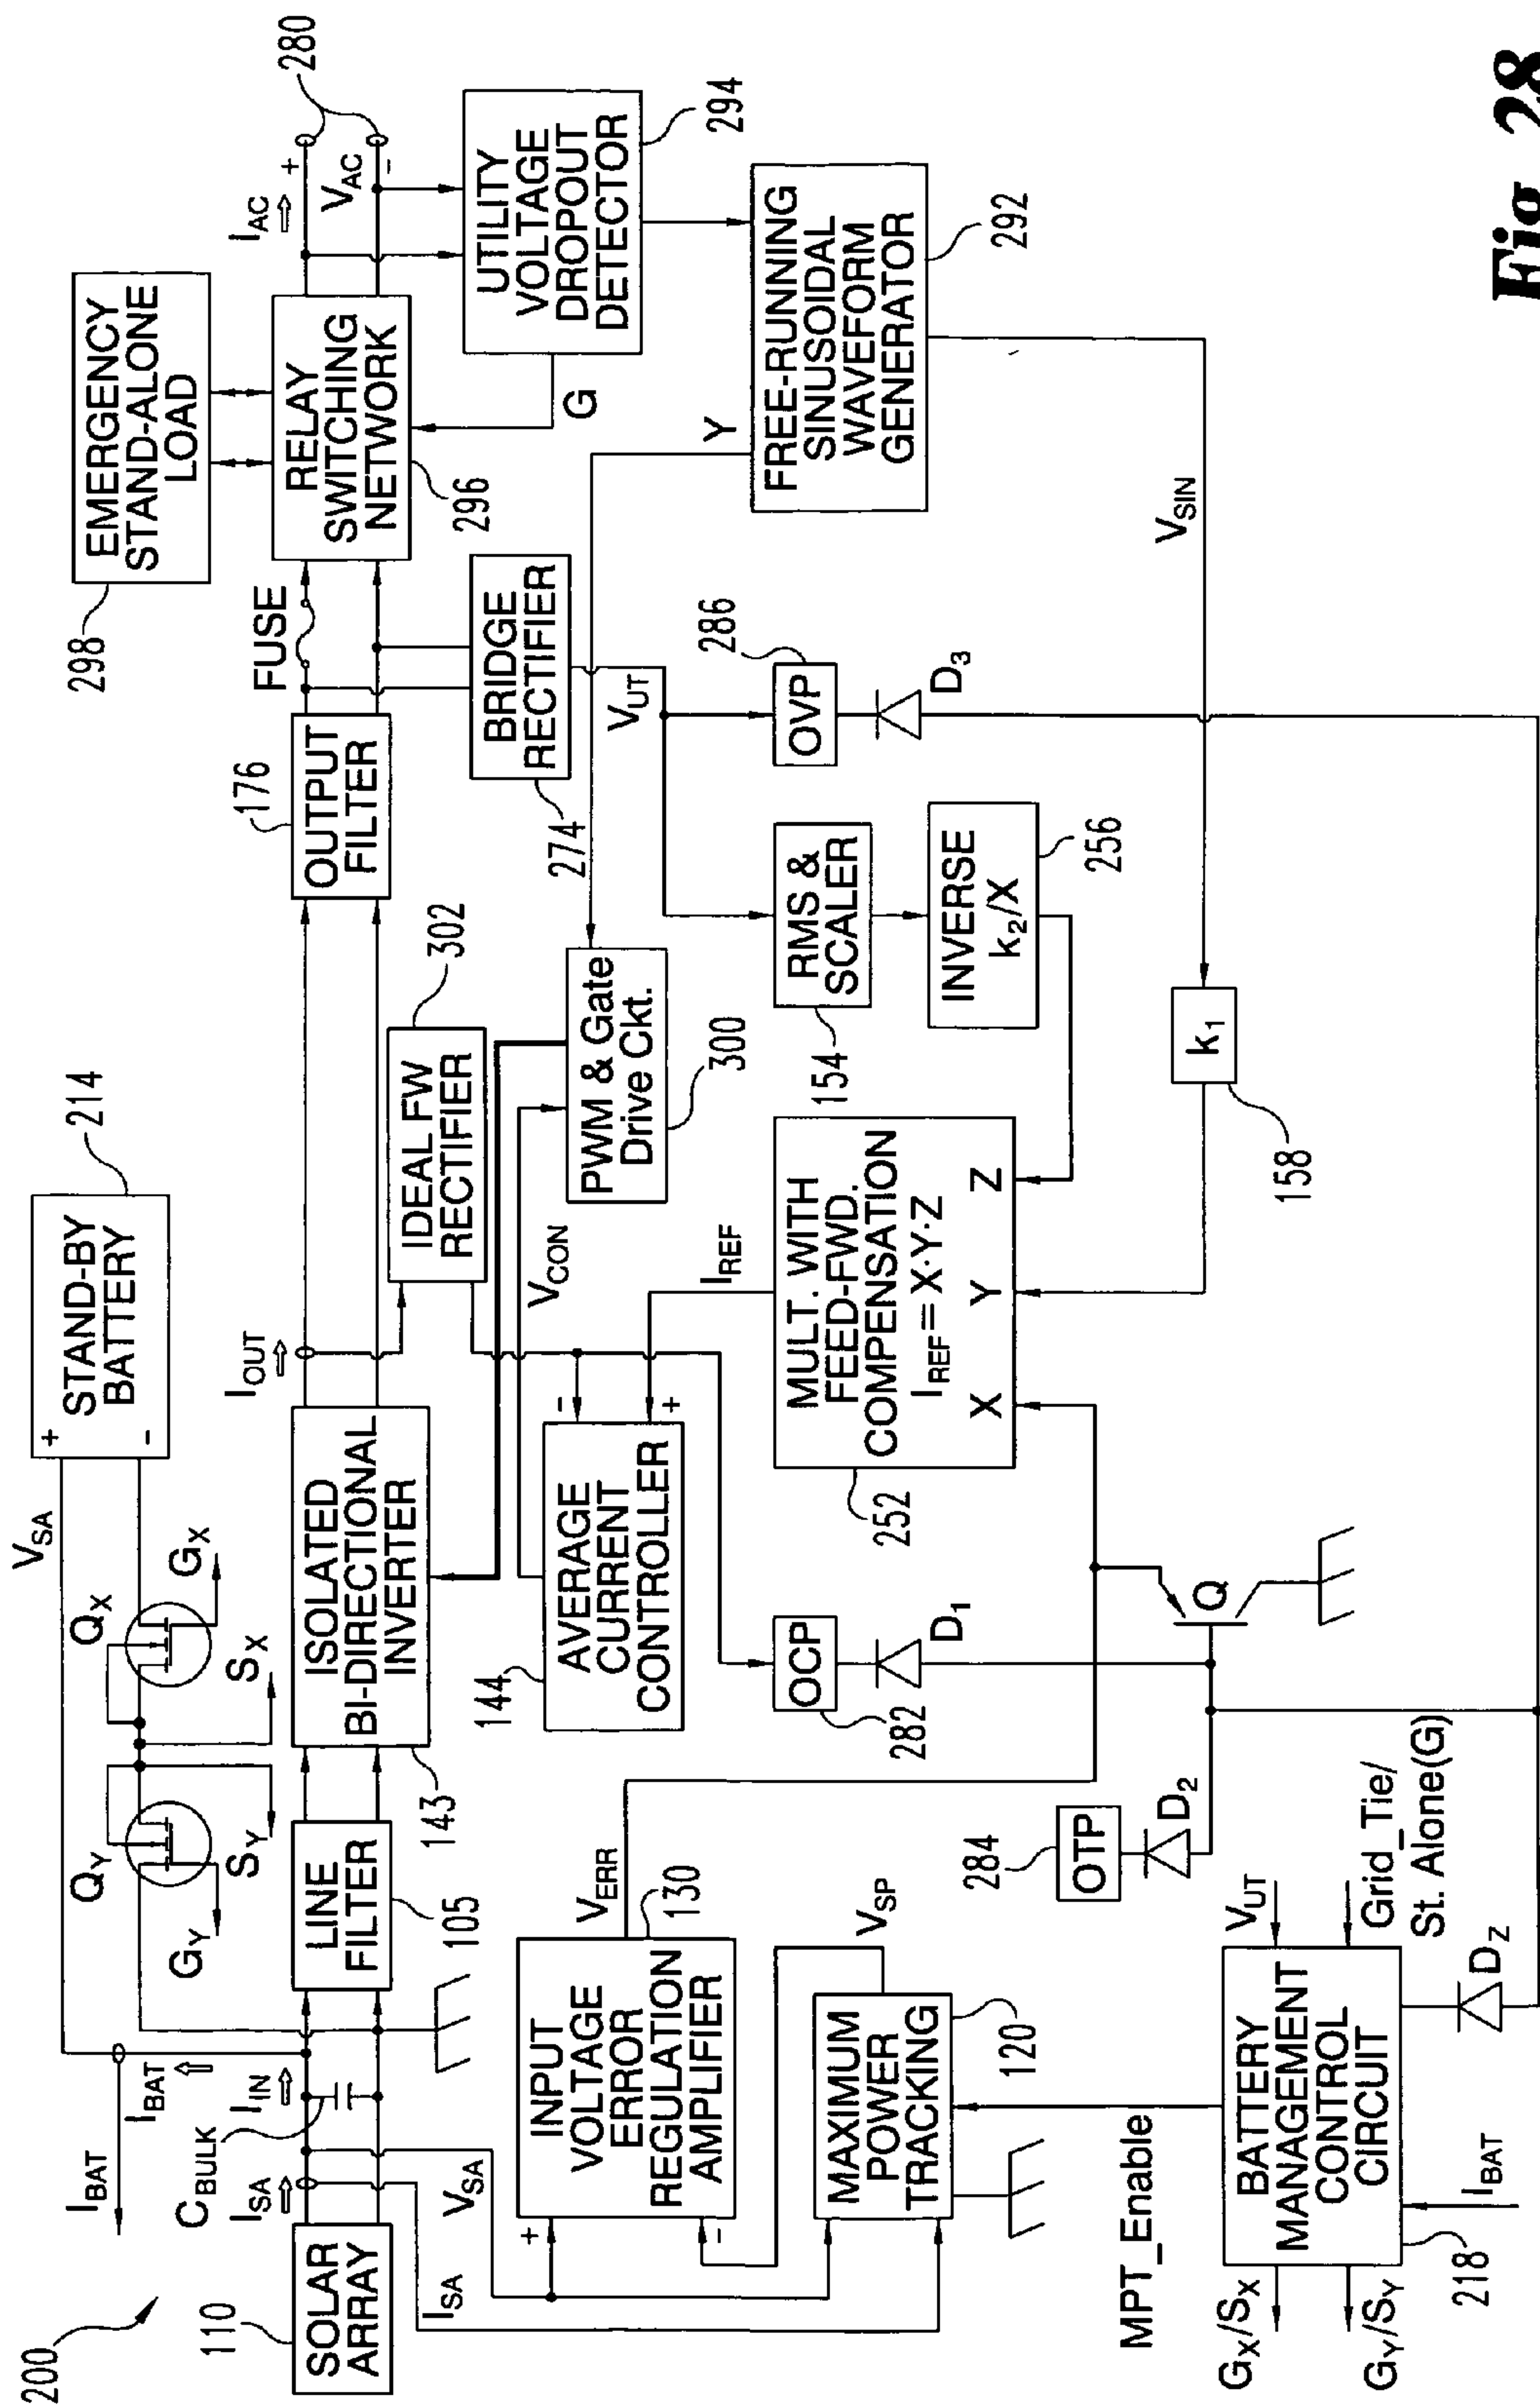 200
110
SOLAR
ARRAY
I_SA
C_BULK
I_IN
I_BAT
I_BAT
V_SA
I_SA
LINE
FILTER
105
G_Y
Q_Y
S_Y
S_X
Q_X
G_X
V_SA
+
-
STAND-BY
BATTERY
214
ISOLATED
BI-DIRECTIONAL
INVERTER
143
I_OUT
IDEAL FW
RECTIFIER
302
OUTPUT
FILTER
176
FUSE
298
EMERGENCY
STAND-ALONE
LOAD
RELAY
SWITCHING
NETWORK
296
I_AC
+
V_AC
-
280
UTILITY
VOLTAGE
DROPOUT
DETECTOR
294
G
BRIDGE
RECTIFIER
274
V_UT
Y
FREE-RUNNING
SINUSOIDAL
WAVEFORM
GENERATOR
292
V_SIN
PWM & Gate
Drive Ckt.
300
V_CON
AVERAGE
CURRENT
CONTROLLER
144
-
+
I_REF
INPUT
VOLTAGE
ERROR
REGULATION
AMPLIFIER
+
-
V_ERR
130
MAXIMUM
POWER
TRACKING
120
V_SP
OCP
282
D_1
MULT. WITH
FEED-FWD.
COMPENSATION
I_REF = X·Y·Z
X
Y
Z
252
RMS &
SCALER
154
INVERSE
k_2/X
256
OVP
286
D_3
k_1
158
Q
OTP
284
D_2
MPT_Enable
BATTERY
MANAGEMENT
CONTROL
CIRCUIT
218
G_X/S_X
G_Y/S_Y
I_BAT
V_UT
Grid_Tie/
St. Alone(G)
D_Z
Fig. 28